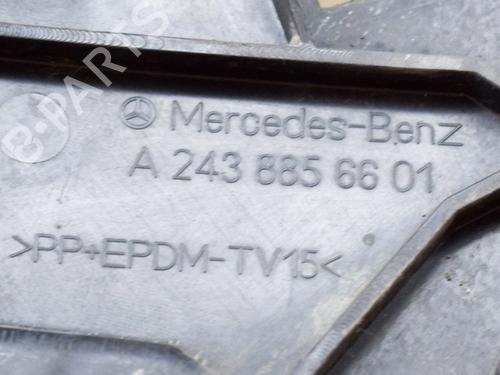 B-PARTS
Mercedes-Benz
A 243 885 66 01
>PP+EPDM-TV15<